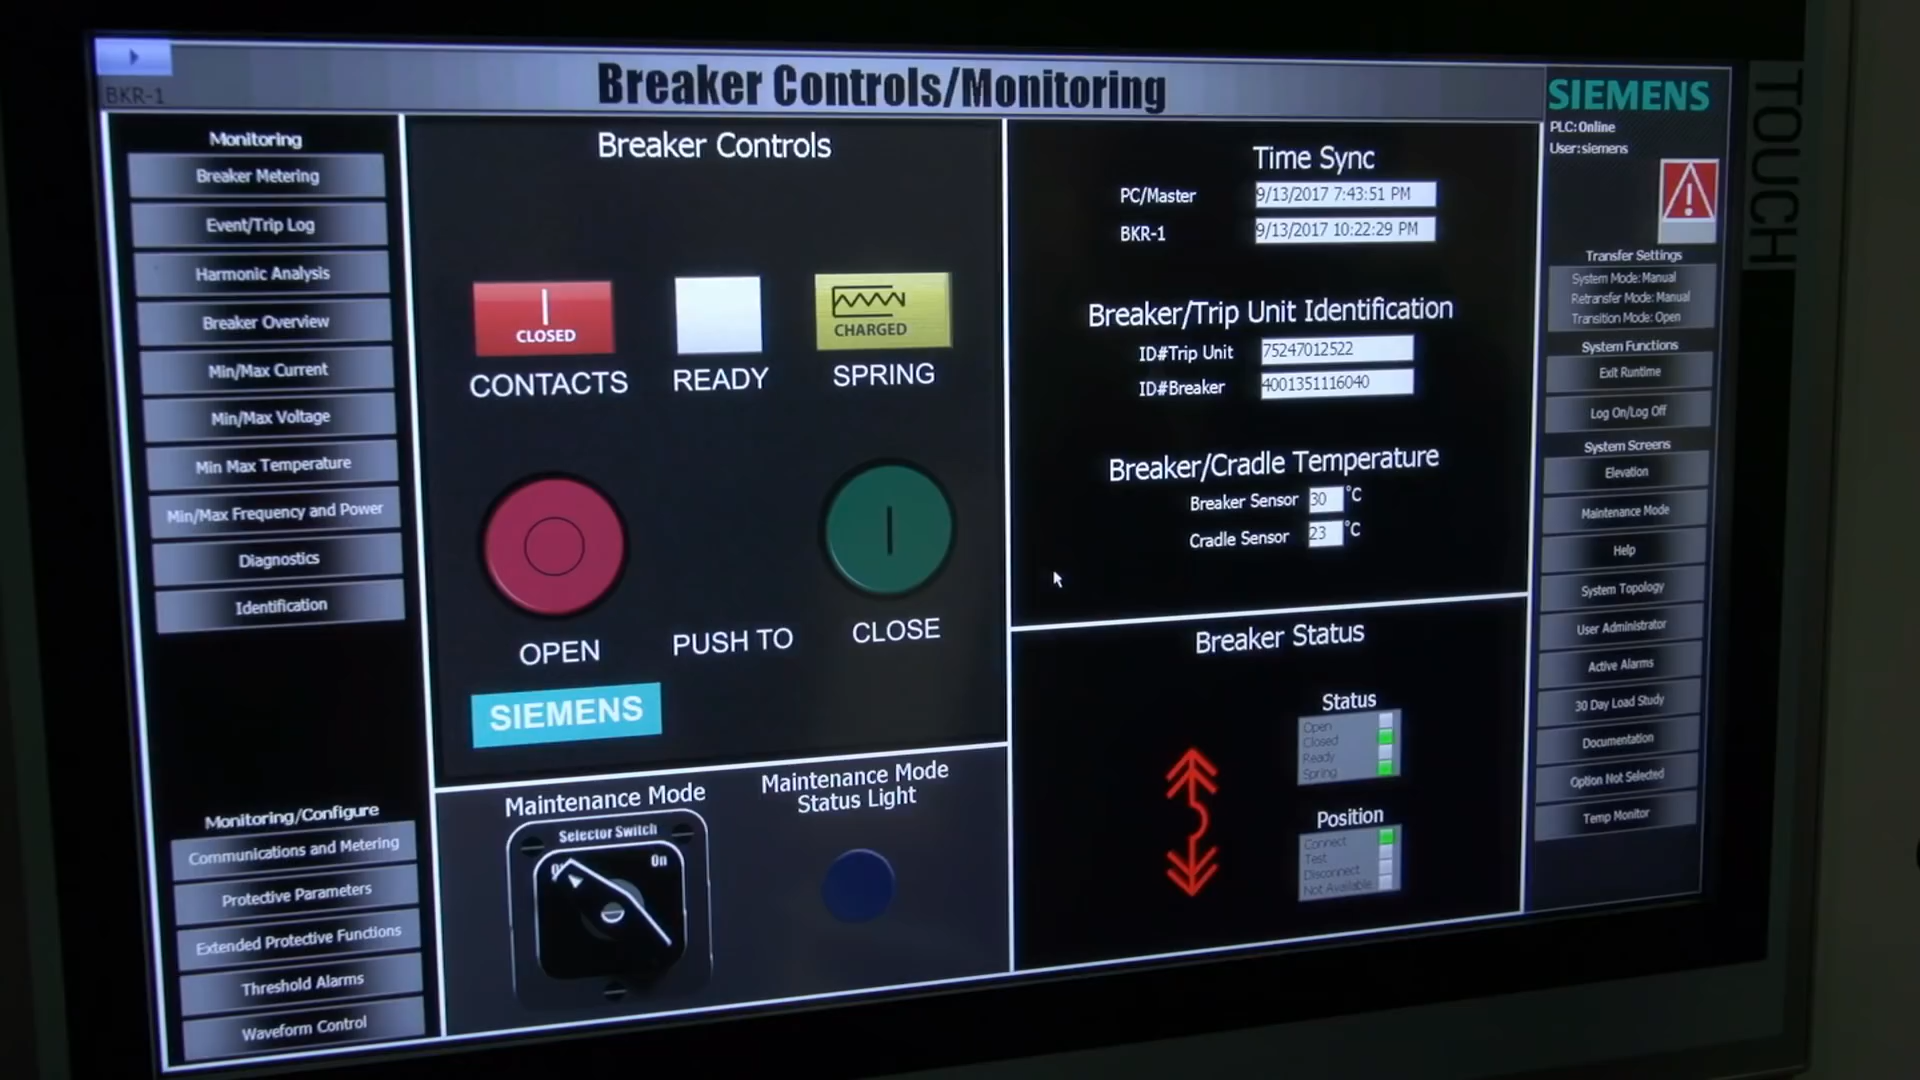 BKR-1
Breaker Controls/Monitoring
Monitoring
Breaker Metering
Event/Trip Log
Harmonic Analysis
Breaker Overview
Min/Max Current
Min/Max Voltage
Min Max Temperature
Min/Max Frequency and Power
Diagnostics
Identification
Monitoring/Configure
Communications and Metering
Protective Parameters
Extended Protective Functions
Threshold Alarms
Waveform Control
Breaker Controls
CLOSED
CHARGED
CONTACTS READY SPRING
OPEN PUSH TO CLOSE
SIEMENS
Maintenance Mode
Selector Switch
On
Maintenance Mode
Status Light
Time Sync
PC/Master 9/13/2017 7:43:51 PM
BKR-1 9/13/2017 10:22:29 PM
Breaker/Trip Unit Identification
ID#Trip Unit 75247012522
ID#Breaker 4001351116040
Breaker/Cradle Temperature
Breaker Sensor 30 °C
Cradle Sensor 23 °C
Breaker Status
Status
Open
Closed
Ready
Spring
Position
Connect
Test
Disconnect
Not Available
SIEMENS
PLC:Online
User:siemens
Transfer Settings
System Mode: Manual
Retransfer Mode: Manual
Transition Mode: Open
System Functions
Exit Runtime
Log On/Log Off
System Screens
Elevation
Maintenance Mode
Help
System Topology
User Administrator
Active Alarms
30 Day Load Study
Documentation
Option Not Selected
Temp Monitor
TOUCH